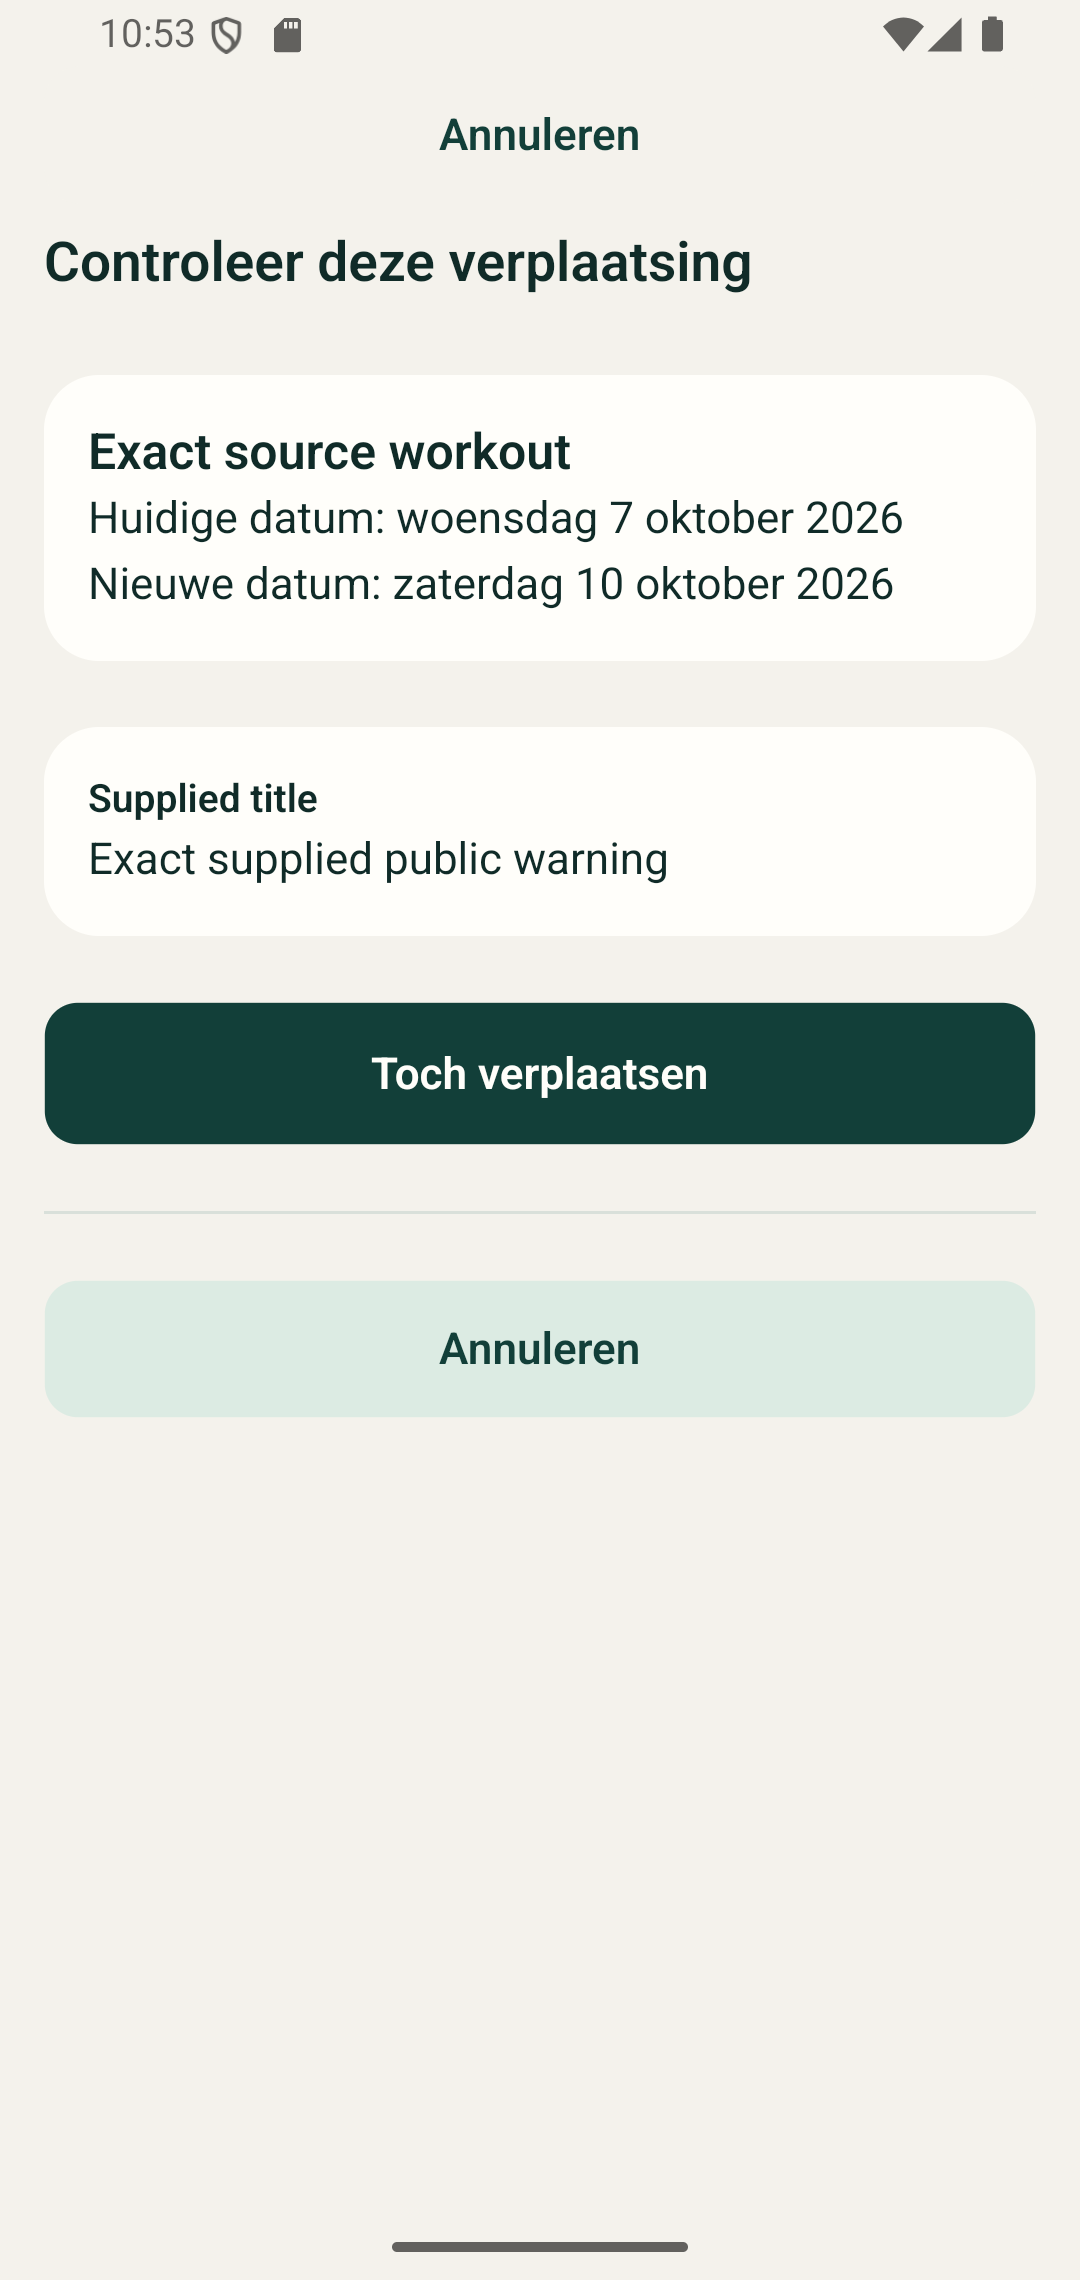 10:53
Annuleren
Controleer deze verplaatsing
Exact source workout
Huidige datum: woensdag 7 oktober 2026
Nieuwe datum: zaterdag 10 oktober 2026
Supplied title
Exact supplied public warning
Toch verplaatsen
Annuleren